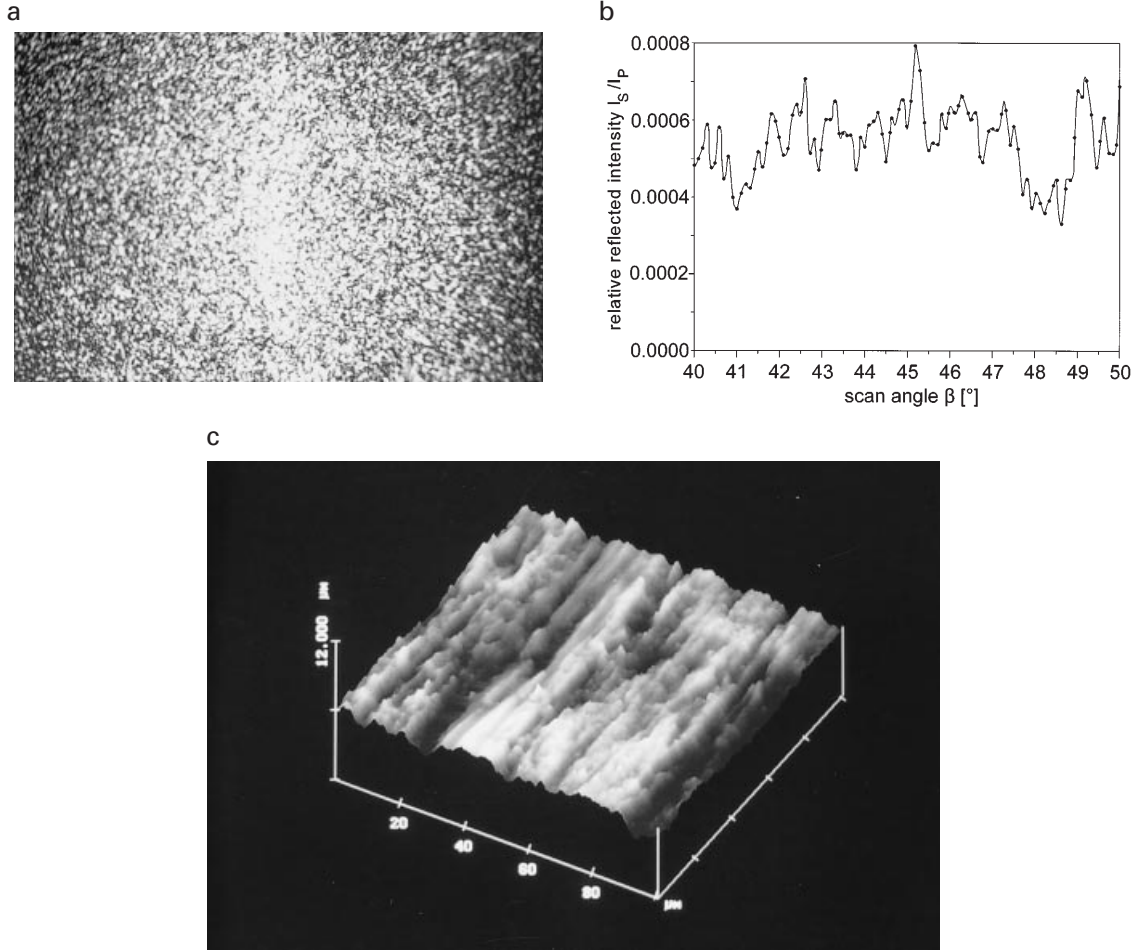 a
b
relative reflected intensity I_S/I_P
0.0008
0.0006
0.0004
0.0002
0.0000
40 41 42 43 44 45 46 47 48 49 50
scan angle β [°]
c
12.000 µM
20
40
60
80
µM